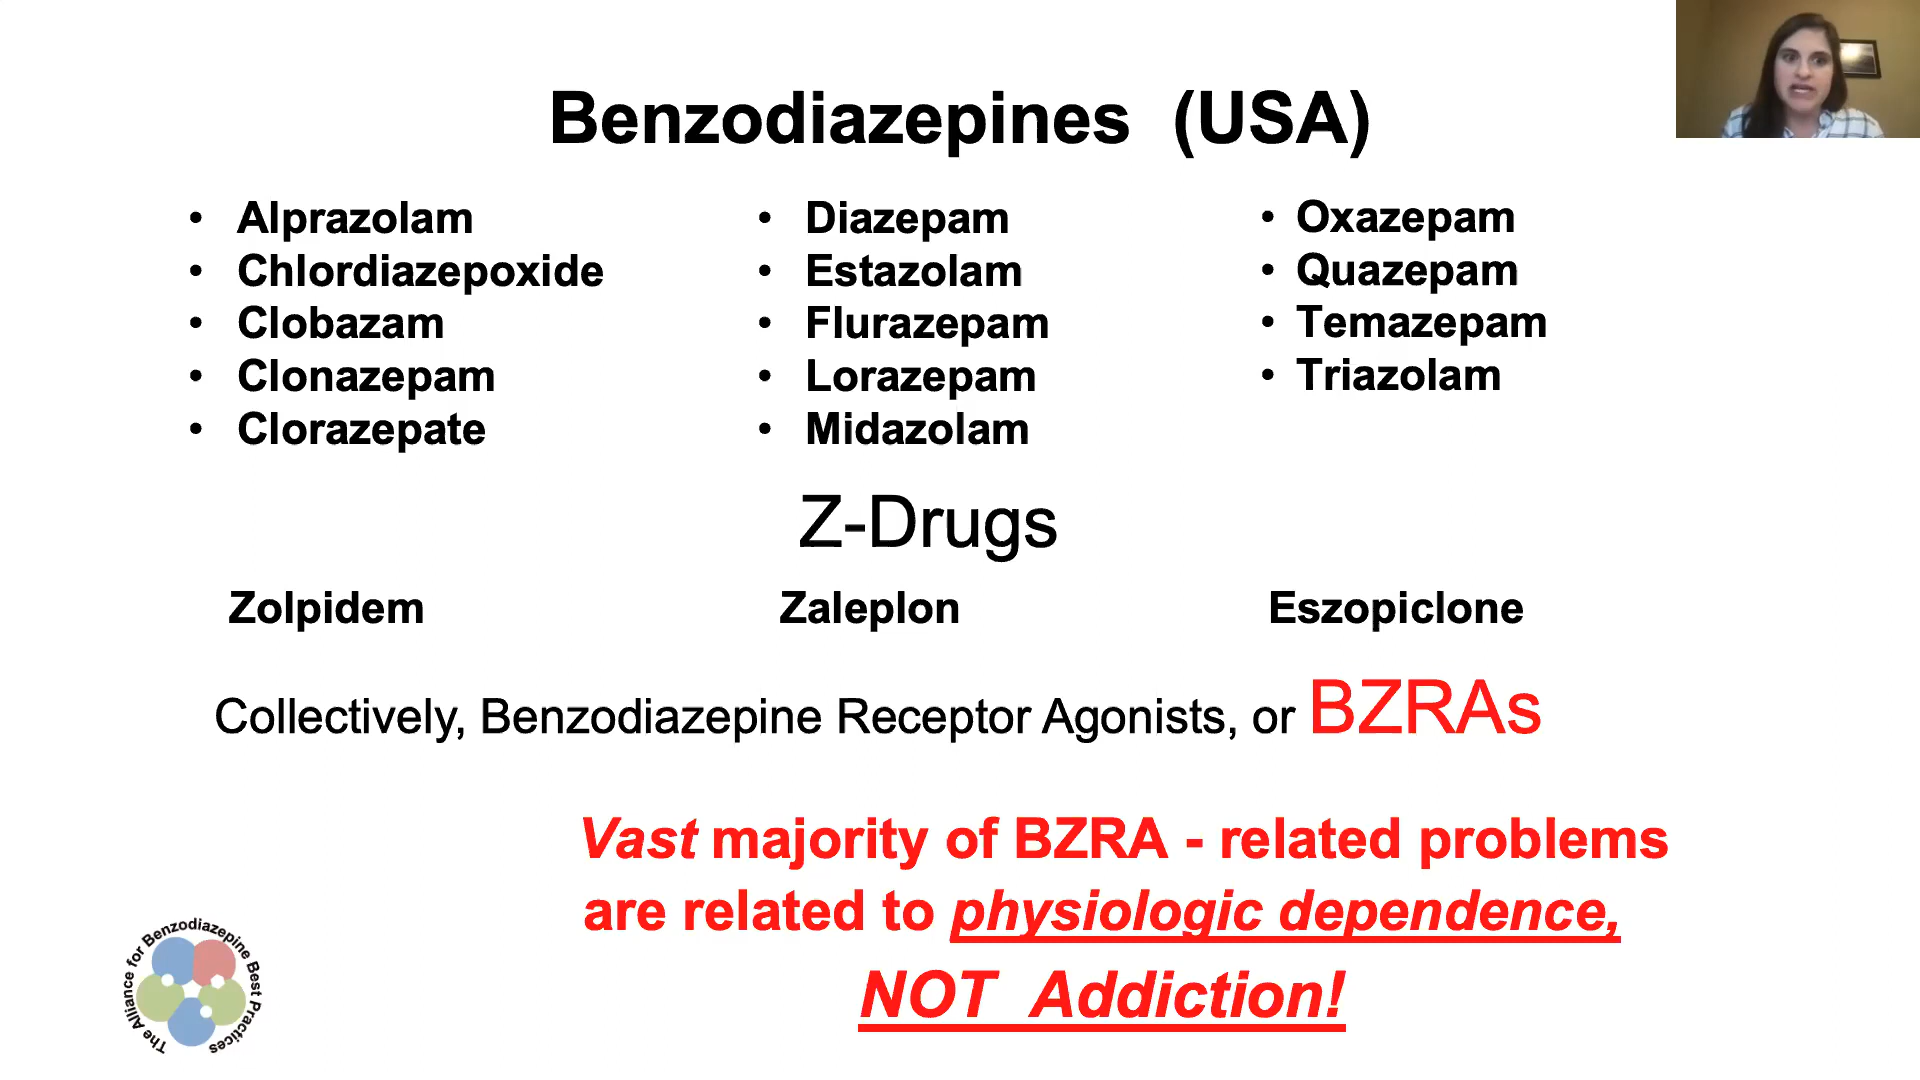 Benzodiazepines (USA)
• Alprazolam
• Chlordiazepoxide
• Clobazam
• Clonazepam
• Clorazepate
• Diazepam
• Estazolam
• Flurazepam
• Lorazepam
• Midazolam
• Oxazepam
• Quazepam
• Temazepam
• Triazolam
Z-Drugs
Zolpidem
Zaleplon
Eszopiclone
Collectively, Benzodiazepine Receptor Agonists, or BZRAs
Vast majority of BZRA - related problems
are related to physiologic dependence,
NOT Addiction!
The Alliance for Benzodiazepine Best Practices